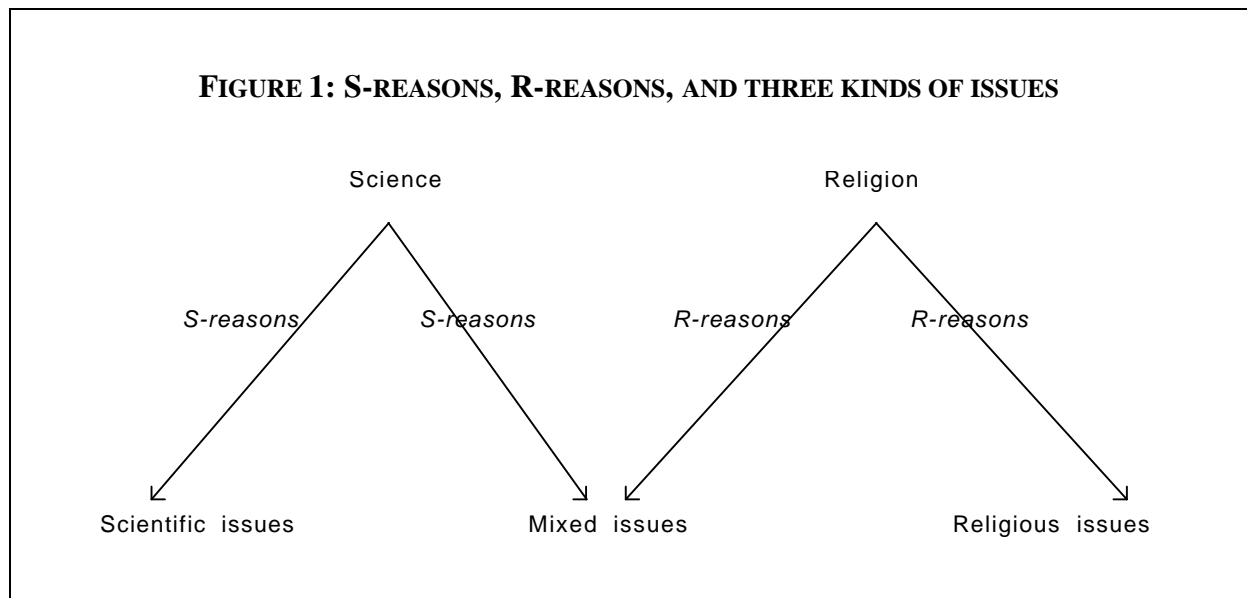 FIGURE 1: S-REASONS, R-REASONS, AND THREE KINDS OF ISSUES
Science Religion
S-reasons S-reasons R-reasons R-reasons
Scientific issues Mixed issues Religious issues